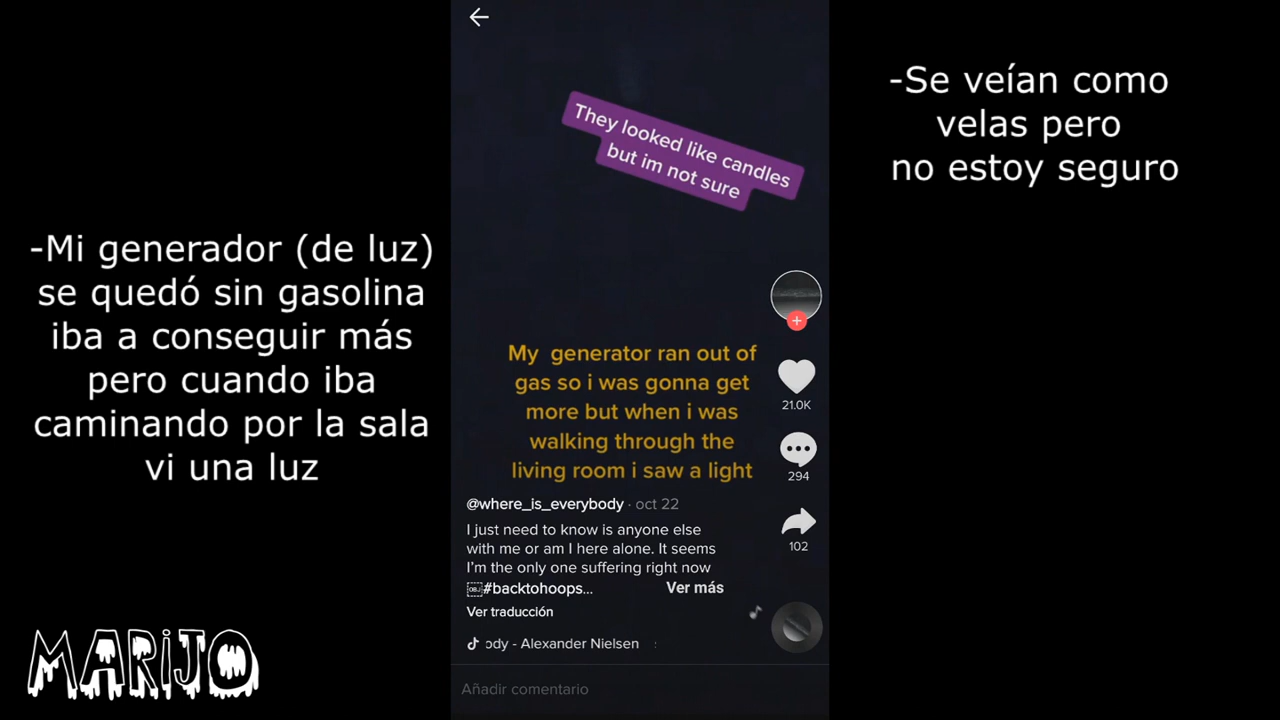 They looked like candles
but im not sure
-Se veían como
velas pero
no estoy seguro
-Mi generador (de luz)
se quedó sin gasolina
iba a conseguir más
pero cuando iba
caminando por la sala
vi una luz
My generator ran out of
gas so i was gonna get
more but when i was
walking through the
living room i saw a light
21.0K
294
102
@where_is_everybody · oct 22
I just need to know is anyone else
with me or am I here alone. It seems
I'm the only one suffering right now
#backtohoops... Ver más
Ver traducción
ody - Alexander Nielsen
Añadir comentario
MARiJO